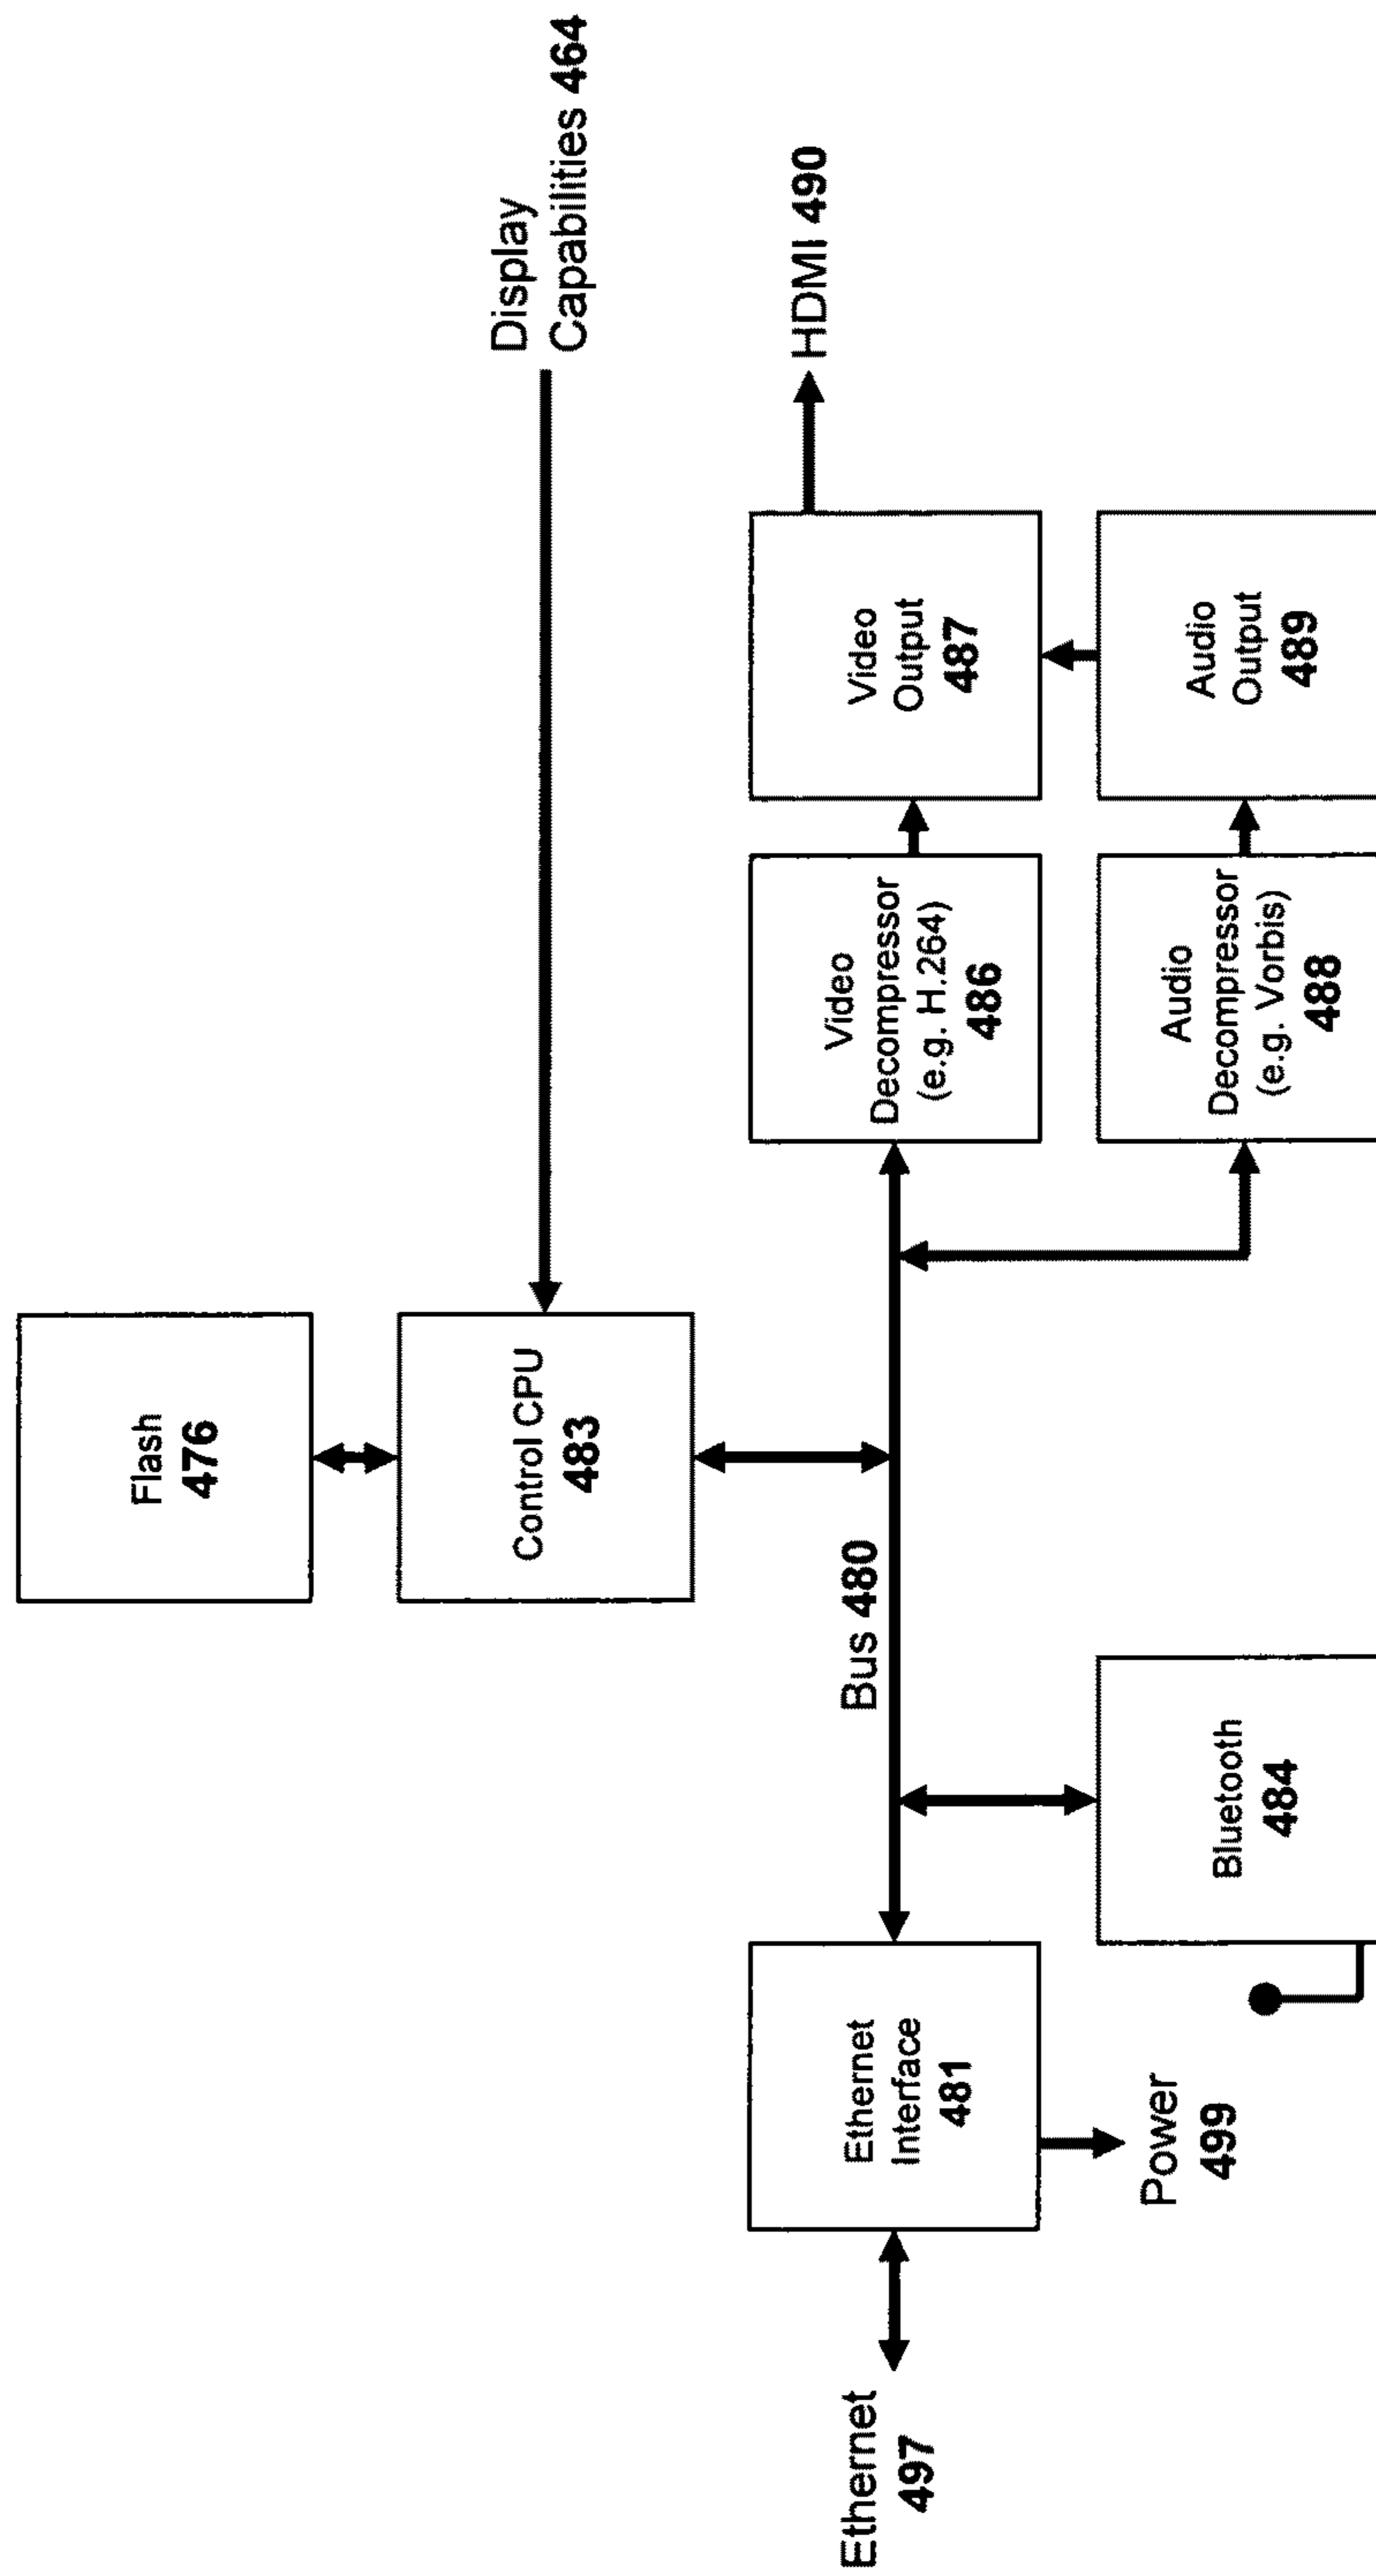 Flash
476
Display
Capabilities 464
Control CPU
483
Bus 480
HDMI 490
Ethernet
497
Ethernet
Interface
481
Video
Decompressor
(e.g. H.264)
486
Video
Output
487
Power
499
Bluetooth
484
Audio
Decompressor
(e.g. Vorbis)
488
Audio
Output
489